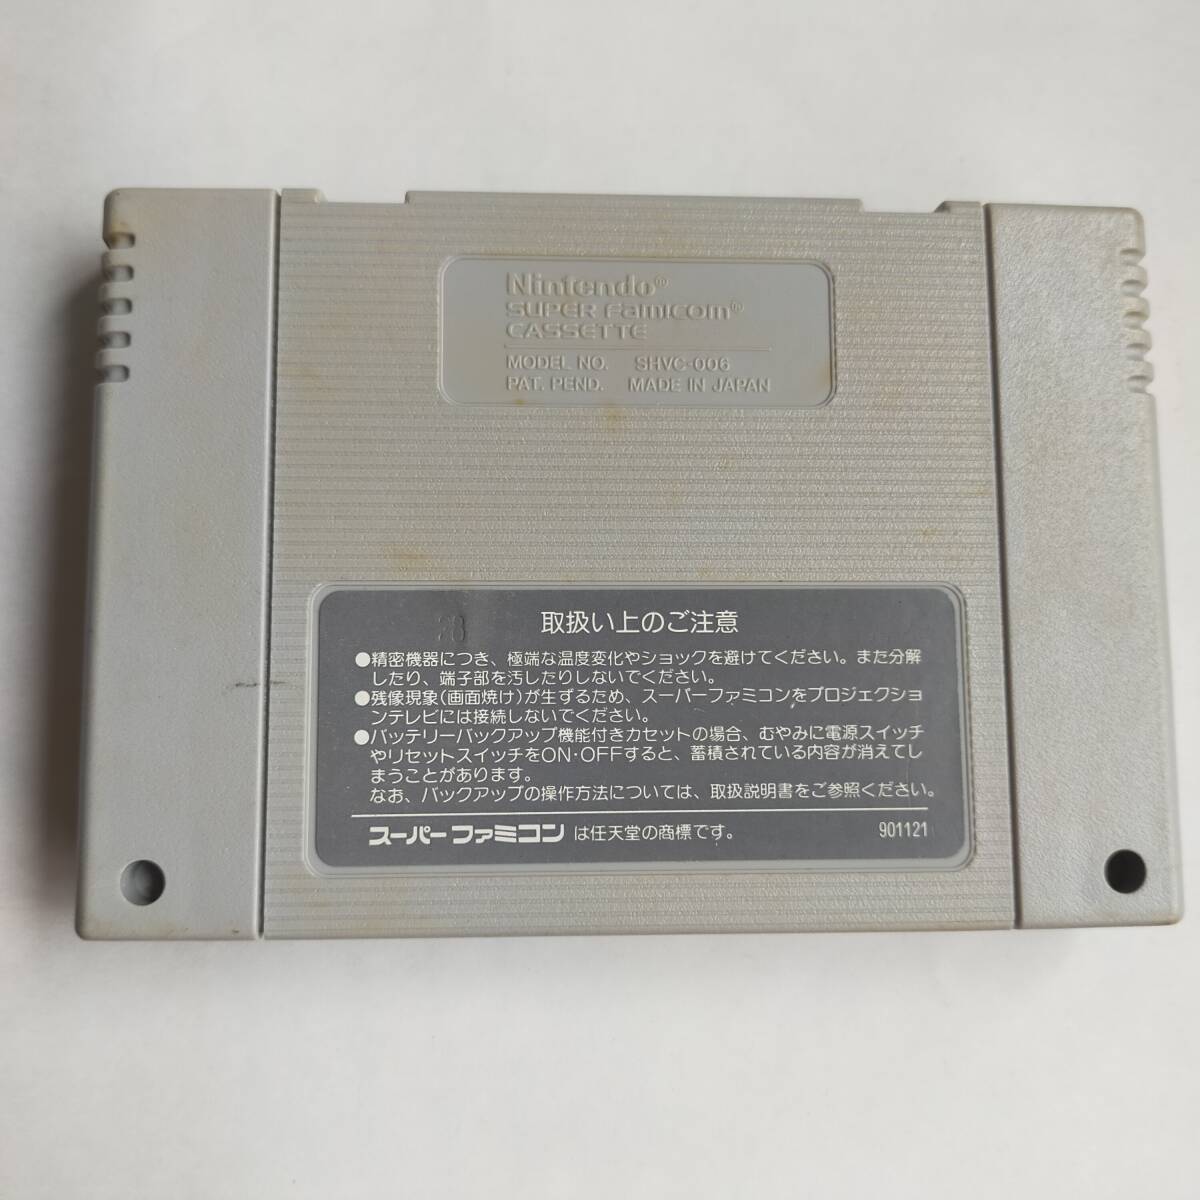 Nintendo®
SUPER Famicom®
CASSETTE
MODEL NO. SHVC-006
PAT. PEND. MADE IN JAPAN
28
取扱い上のご注意
●精密機器につき、極端な温度変化やショックを避けてください。また分解
したり、端子部を汚したりしないでください。
●残像現象(画面焼け)が生ずるため、スーパーファミコンをプロジェクショ
ンテレビには接続しないでください。
●バッテリーバックアップ機能付きカセットの場合、むやみに電源スイッチ
やリセットスイッチをON・OFFすると、蓄積されている内容が消えてし
まうことがあります。
なお、バックアップの操作方法については、取扱説明書をご参照ください。
スーパーファミコン は任天堂の商標です。
901121